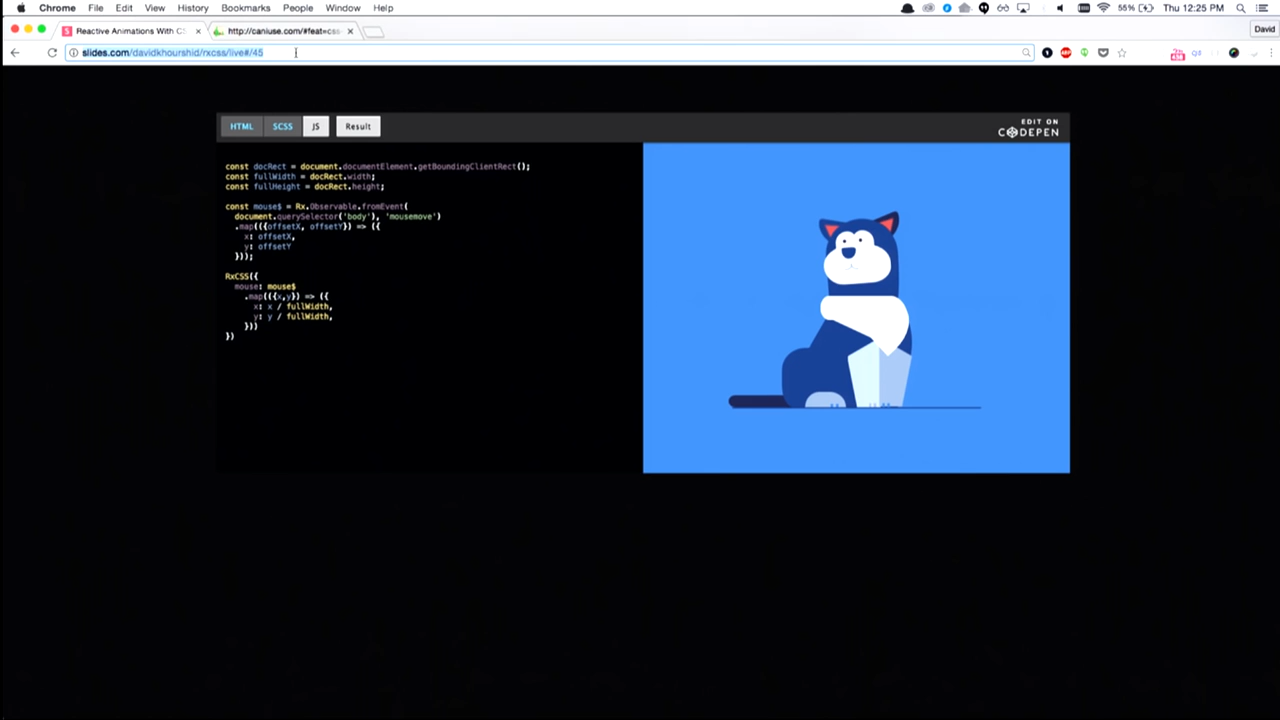 Chrome File Edit View History Bookmarks People Window Help 55% Thu 12:25 PM
Reactive Animations With CS × http://caniuse.com/#feat=css- × David
slides.com/davidkhourshid/rxcss/live#/45
HTML SCSS JS Result EDIT ON CODEPEN
const docRect = document.documentElement.getBoundingClientRect();
const fullWidth = docRect.width;
const fullHeight = docRect.height;
const mouse$ = Rx.Observable.fromEvent(
document.querySelector('body'), 'mousemove')
.map(({offsetX, offsetY}) => ({
x: offsetX,
y: offsetY
}));
RxCSS({
mouse: mouse$
.map(({x,y}) => ({
x: x / fullWidth,
y: y / fullWidth,
}))
})